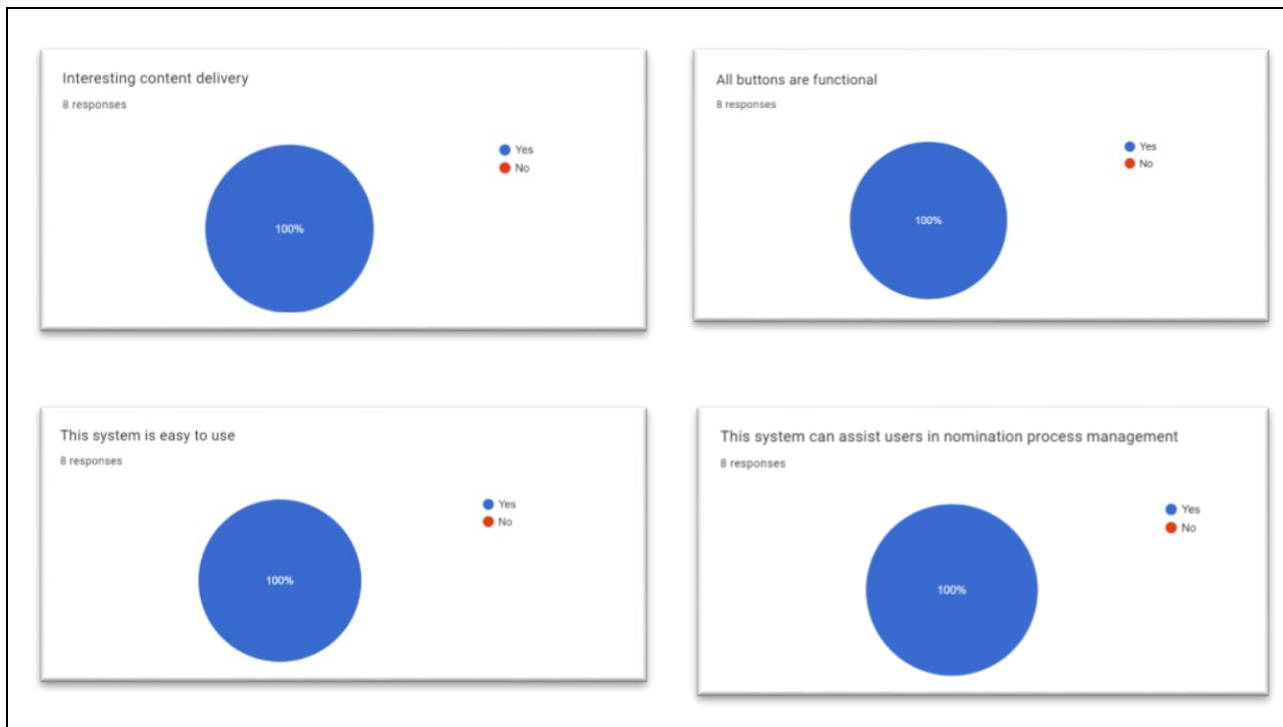 Interesting content delivery
8 responses
Yes
No
100%
All buttons are functional
8 responses
Yes
No
100%
This system is easy to use
8 responses
Yes
No
100%
This system can assist users in nomination process management
8 responses
Yes
No
100%